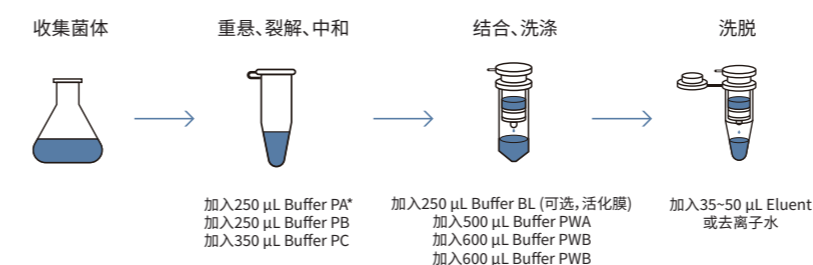 收集菌体
重悬、裂解、中和
结合、洗涤
洗脱
加入250 μL Buffer PA*
加入250 μL Buffer PB
加入350 μL Buffer PC
加入250 μL Buffer BL (可选，活化膜)
加入500 μL Buffer PWA
加入600 μL Buffer PWB
加入600 μL Buffer PWB
加入35~50 μL Eluent
或去离子水